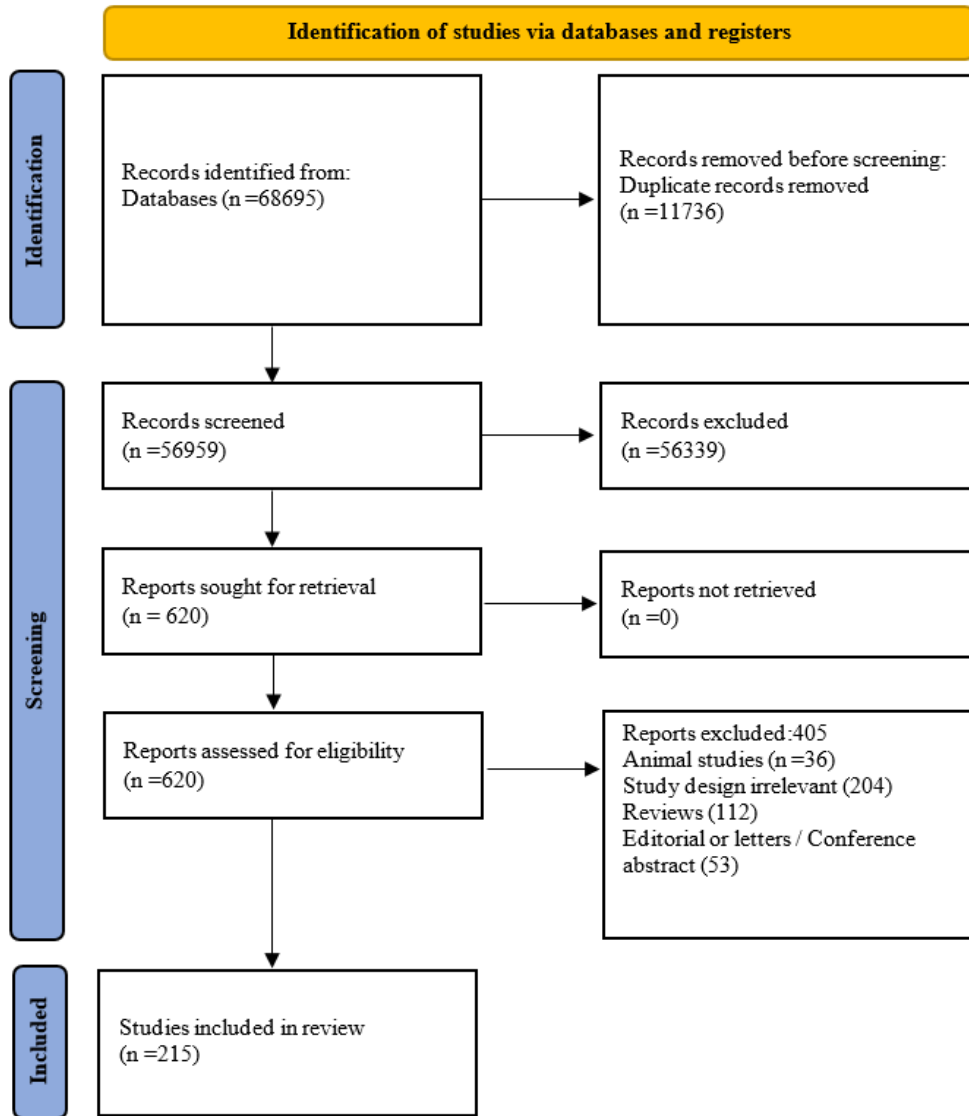 Identification of studies via databases and registers
Identification
Records identified from:
Databases (n =68695)
Records removed before screening:
Duplicate records removed
(n =11736)
Screening
Records screened
(n =56959)
Records excluded
(n =56339)
Reports sought for retrieval
(n = 620)
Reports not retrieved
(n =0)
Reports assessed for eligibility
(n =620)
Reports excluded:405
Animal studies (n =36)
Study design irrelevant (204)
Reviews (112)
Editorial or letters / Conference
abstract (53)
Included
Studies included in review
(n =215)